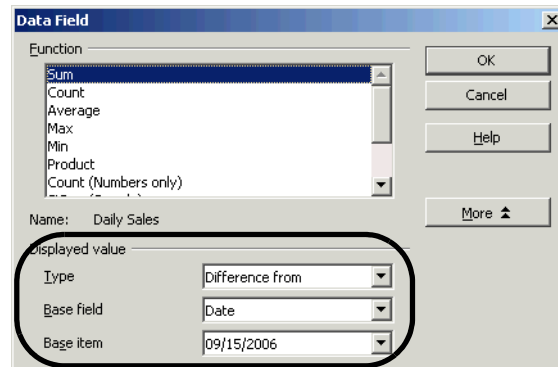 Data Field
Function
Sum
Count
Average
Max
Min
Product
Count (Numbers only)
OK
Cancel
Help
More
Name: Daily Sales
Displayed value
Type Difference from
Base field Date
Base item 09/15/2006